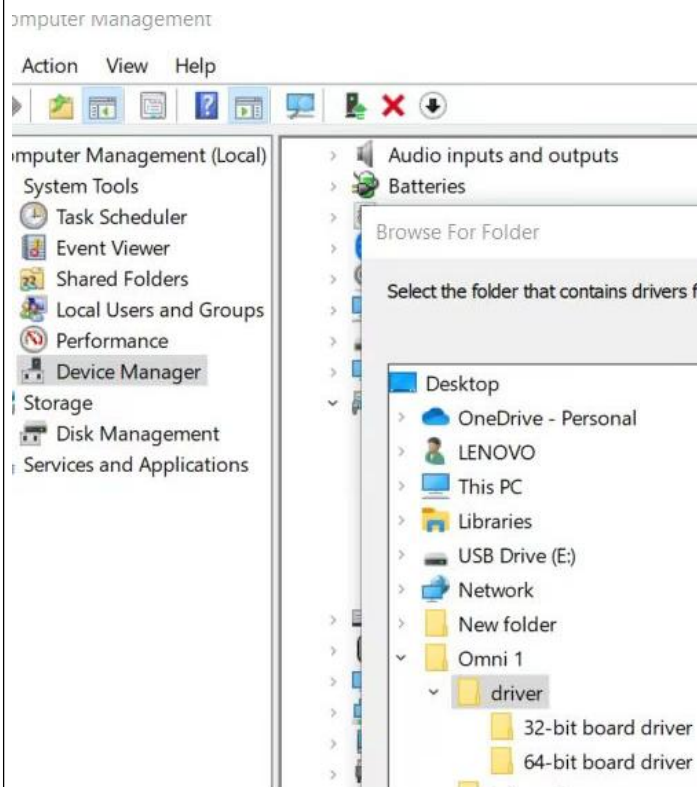 omputer Management
Action View Help
omputer Management (Local)
System Tools
Task Scheduler
Event Viewer
Shared Folders
Local Users and Groups
Performance
Device Manager
Storage
Disk Management
Services and Applications
Audio inputs and outputs
Batteries
Browse For Folder
Select the folder that contains drivers f
Desktop
OneDrive - Personal
LENOVO
This PC
Libraries
USB Drive (E:)
Network
New folder
Omni 1
driver
32-bit board driver
64-bit board driver